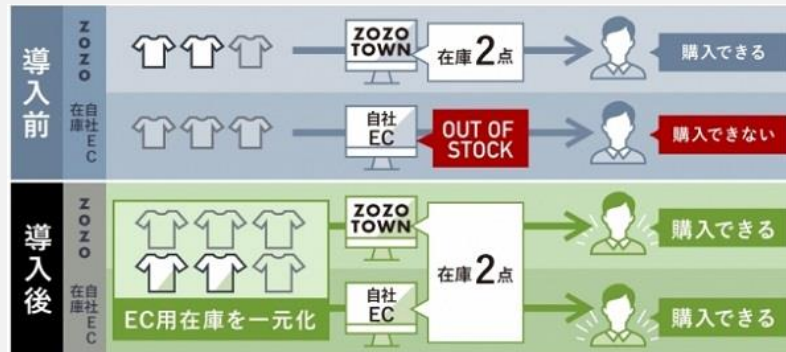 導入前
ZOZO
ZOZO
TOWN
在庫2点
購入できる
自社EC
在庫
自社
EC
OUT OF
STOCK
購入できない
導入後
ZOZO
EC用在庫を一元化
ZOZO
TOWN
在庫2点
購入できる
自社EC
在庫
自社
EC
購入できる